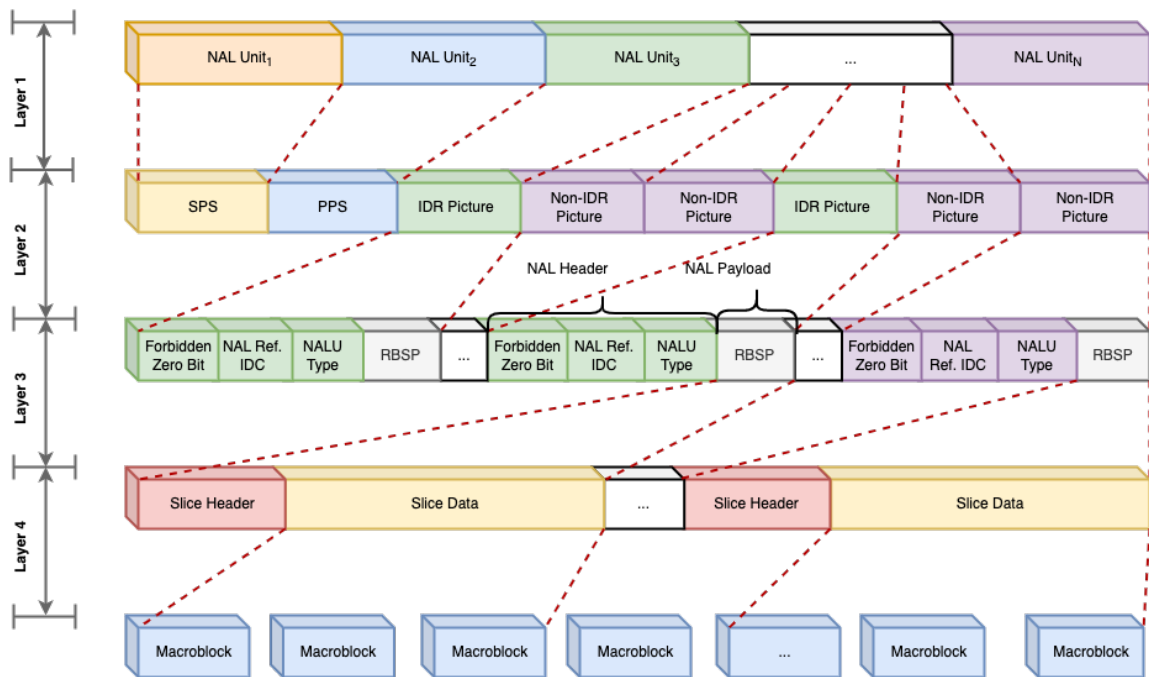 Layer 1
NAL Unit1
NAL Unit2
NAL Unit3
...
NAL UnitN
Layer 2
SPS
PPS
IDR Picture
Non-IDR
Picture
Non-IDR
Picture
IDR Picture
Non-IDR
Picture
Non-IDR
Picture
NAL Header
NAL Payload
Layer 3
Forbidden
Zero Bit
NAL Ref.
IDC
NALU
Type
RBSP
...
Forbidden
Zero Bit
NAL Ref.
IDC
NALU
Type
RBSP
...
Forbidden
Zero Bit
NAL
Ref. IDC
NALU
Type
RBSP
Layer 4
Slice Header
Slice Data
...
Slice Header
Slice Data
Macroblock
Macroblock
Macroblock
Macroblock
...
Macroblock
Macroblock